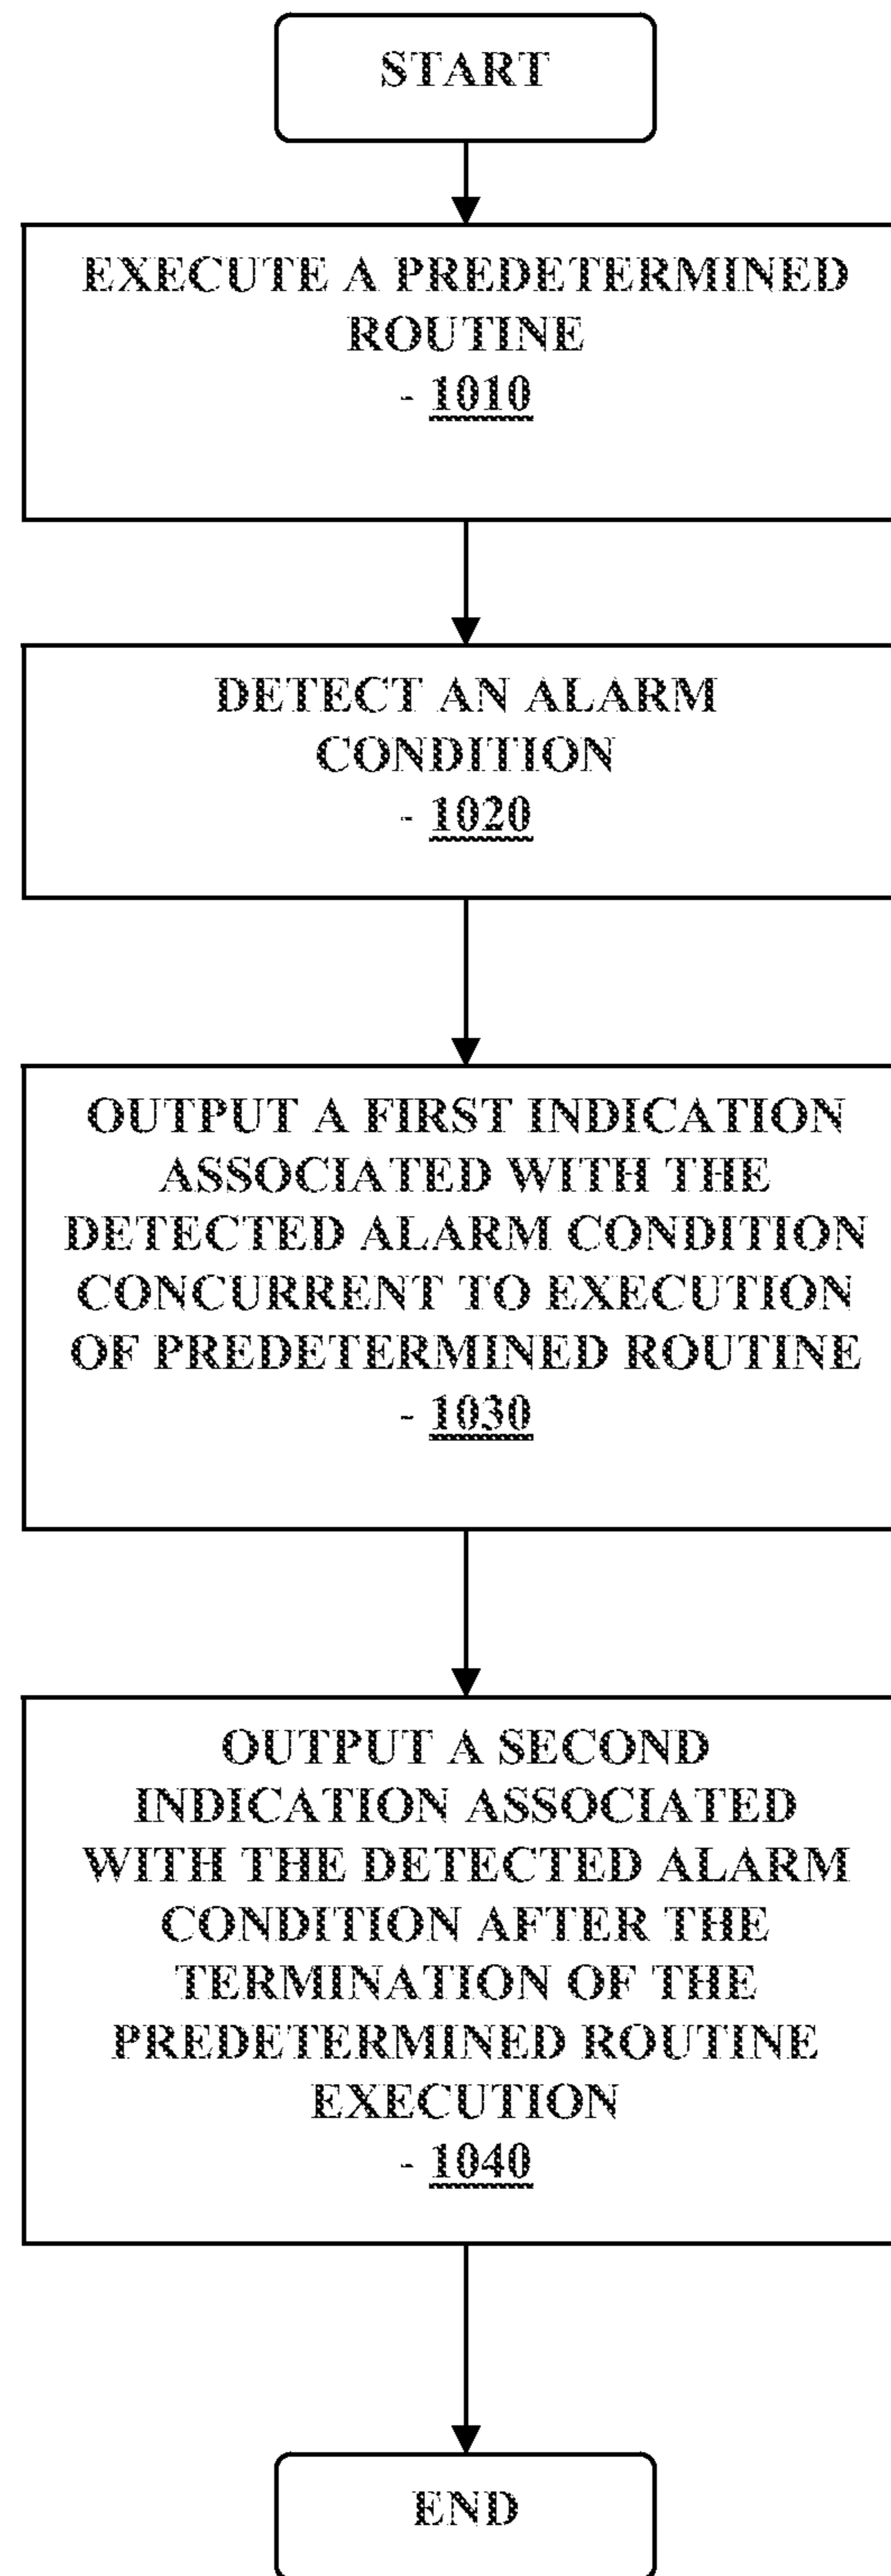 START
EXECUTE A PREDETERMINED
ROUTINE
- 1010
DETECT AN ALARM
CONDITION
- 1020
OUTPUT A FIRST INDICATION
ASSOCIATED WITH THE
DETECTED ALARM CONDITION
CONCURRENT TO EXECUTION
OF PREDETERMINED ROUTINE
- 1030
OUTPUT A SECOND
INDICATION ASSOCIATED
WITH THE DETECTED ALARM
CONDITION AFTER THE
TERMINATION OF THE
PREDETERMINED ROUTINE
EXECUTION
- 1040
END